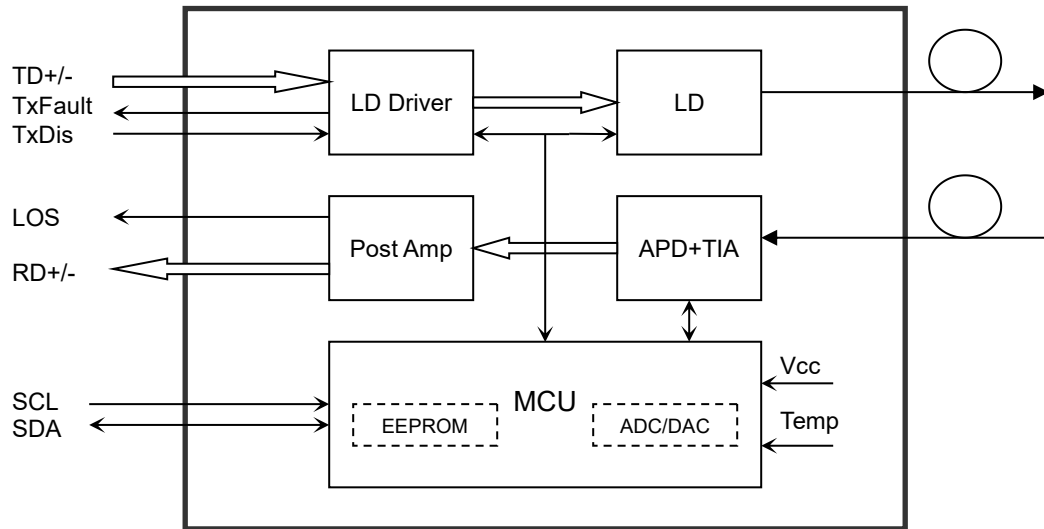 TD+/-
TxFault
TxDis
LD Driver
LD
LOS
RD+/-
Post Amp
APD+TIA
SCL
SDA
MCU
EEPROM
ADC/DAC
Vcc
Temp